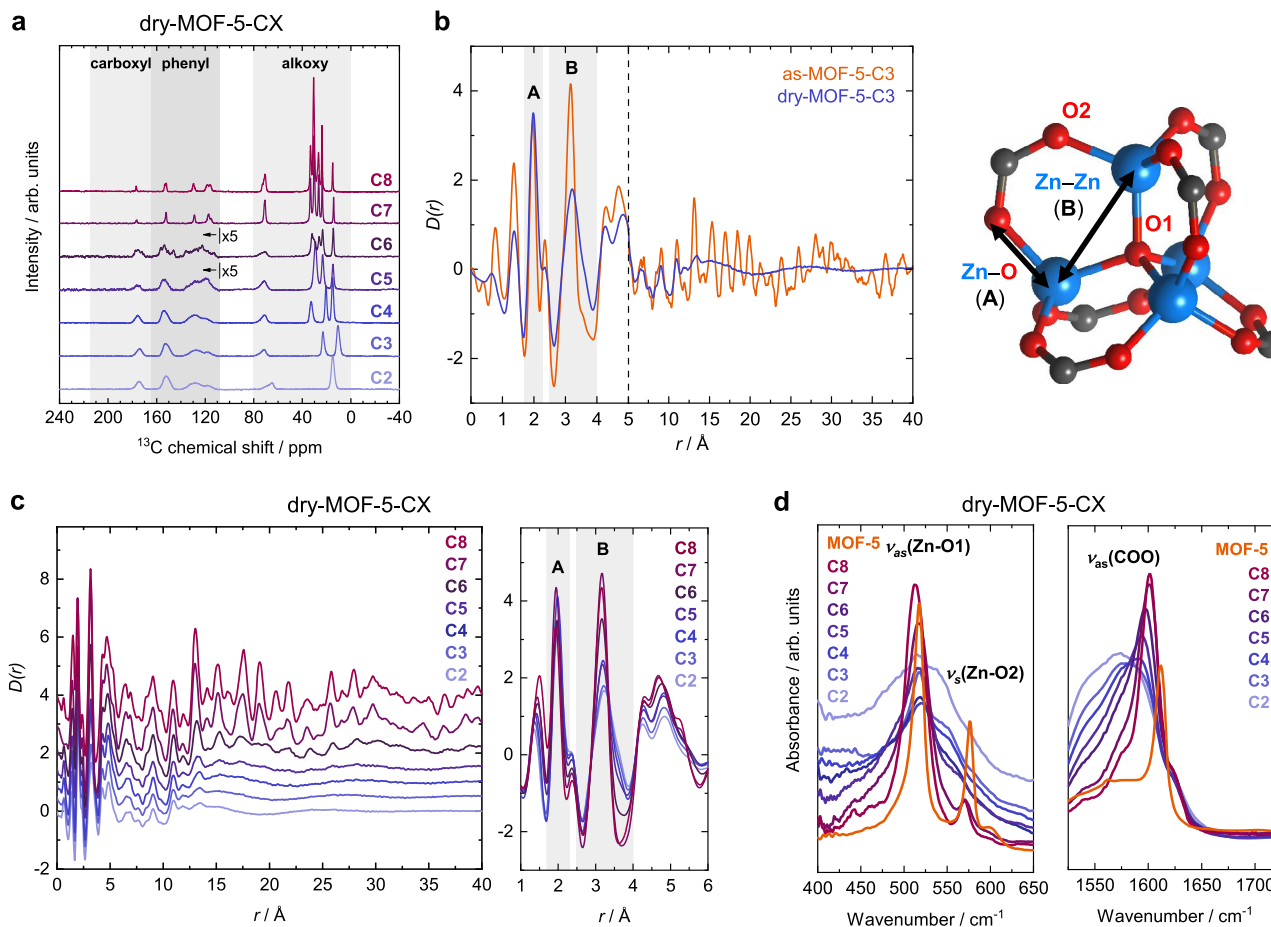 a
dry-MOF-5-CX
carboxyl
phenyl
alkoxy
C8
C7
x5
C6
x5
C5
C4
C3
C2
240 200 160 120 80 40 0 -40
¹³C chemical shift / ppm
Intensity / arb. units
b
as-MOF-5-C3
dry-MOF-5-C3
A
B
4
2
0
-2
0 1 2 3 4 5 10 15 20 25 30 35 40
r / Å
D(r)
O2
Zn–Zn
(B)
O1
Zn–O
(A)
c
dry-MOF-5-CX
C8
C7
C6
C5
C4
C3
C2
8
6
4
2
0
-2
0 5 10 15 20 25 30 35 40
r / Å
D(r)
A
B
C8
C7
C6
C5
C4
C3
C2
4
2
0
-2
1 2 3 4 5 6
r / Å
d
dry-MOF-5-CX
MOF-5
νas(Zn-O1)
C8
C7
C6
C5
C4
C3
C2
νs(Zn-O2)
400 450 500 550 600 650
Wavenumber / cm⁻¹
Absorbance / arb. units
νas(COO)
MOF-5
C8
C7
C6
C5
C4
C3
C2
1550 1600 1650 1700
Wavenumber / cm⁻¹